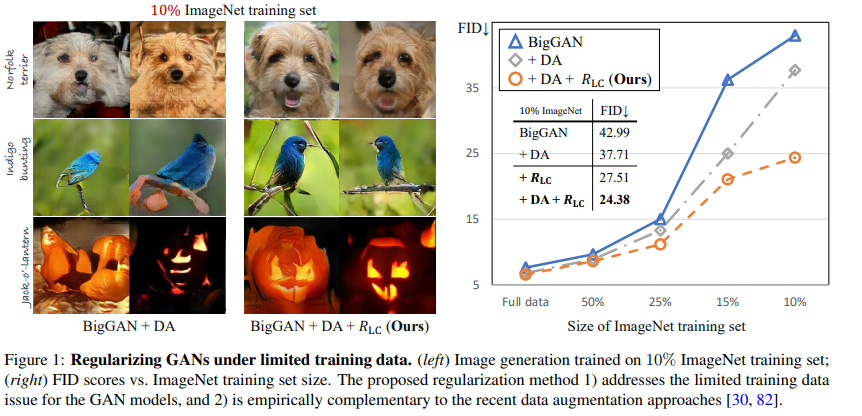 10% ImageNet training set
Norfolk
terrier
Indigo
bunting
Jack-o'-lantern
BigGAN + DA
BigGAN + DA + R_LC (Ours)
FID↓
BigGAN
+ DA
+ DA + R_LC (Ours)
10% ImageNet FID↓
BigGAN 42.99
+ DA 37.71
+ R_LC 27.51
+ DA + R_LC 24.38
35
25
15
5
Full data 50% 25% 15% 10%
Size of ImageNet training set
Figure 1: Regularizing GANs under limited training data. (left) Image generation trained on 10% ImageNet training set;
(right) FID scores vs. ImageNet training set size. The proposed regularization method 1) addresses the limited training data
issue for the GAN models, and 2) is empirically complementary to the recent data augmentation approaches [30, 82].